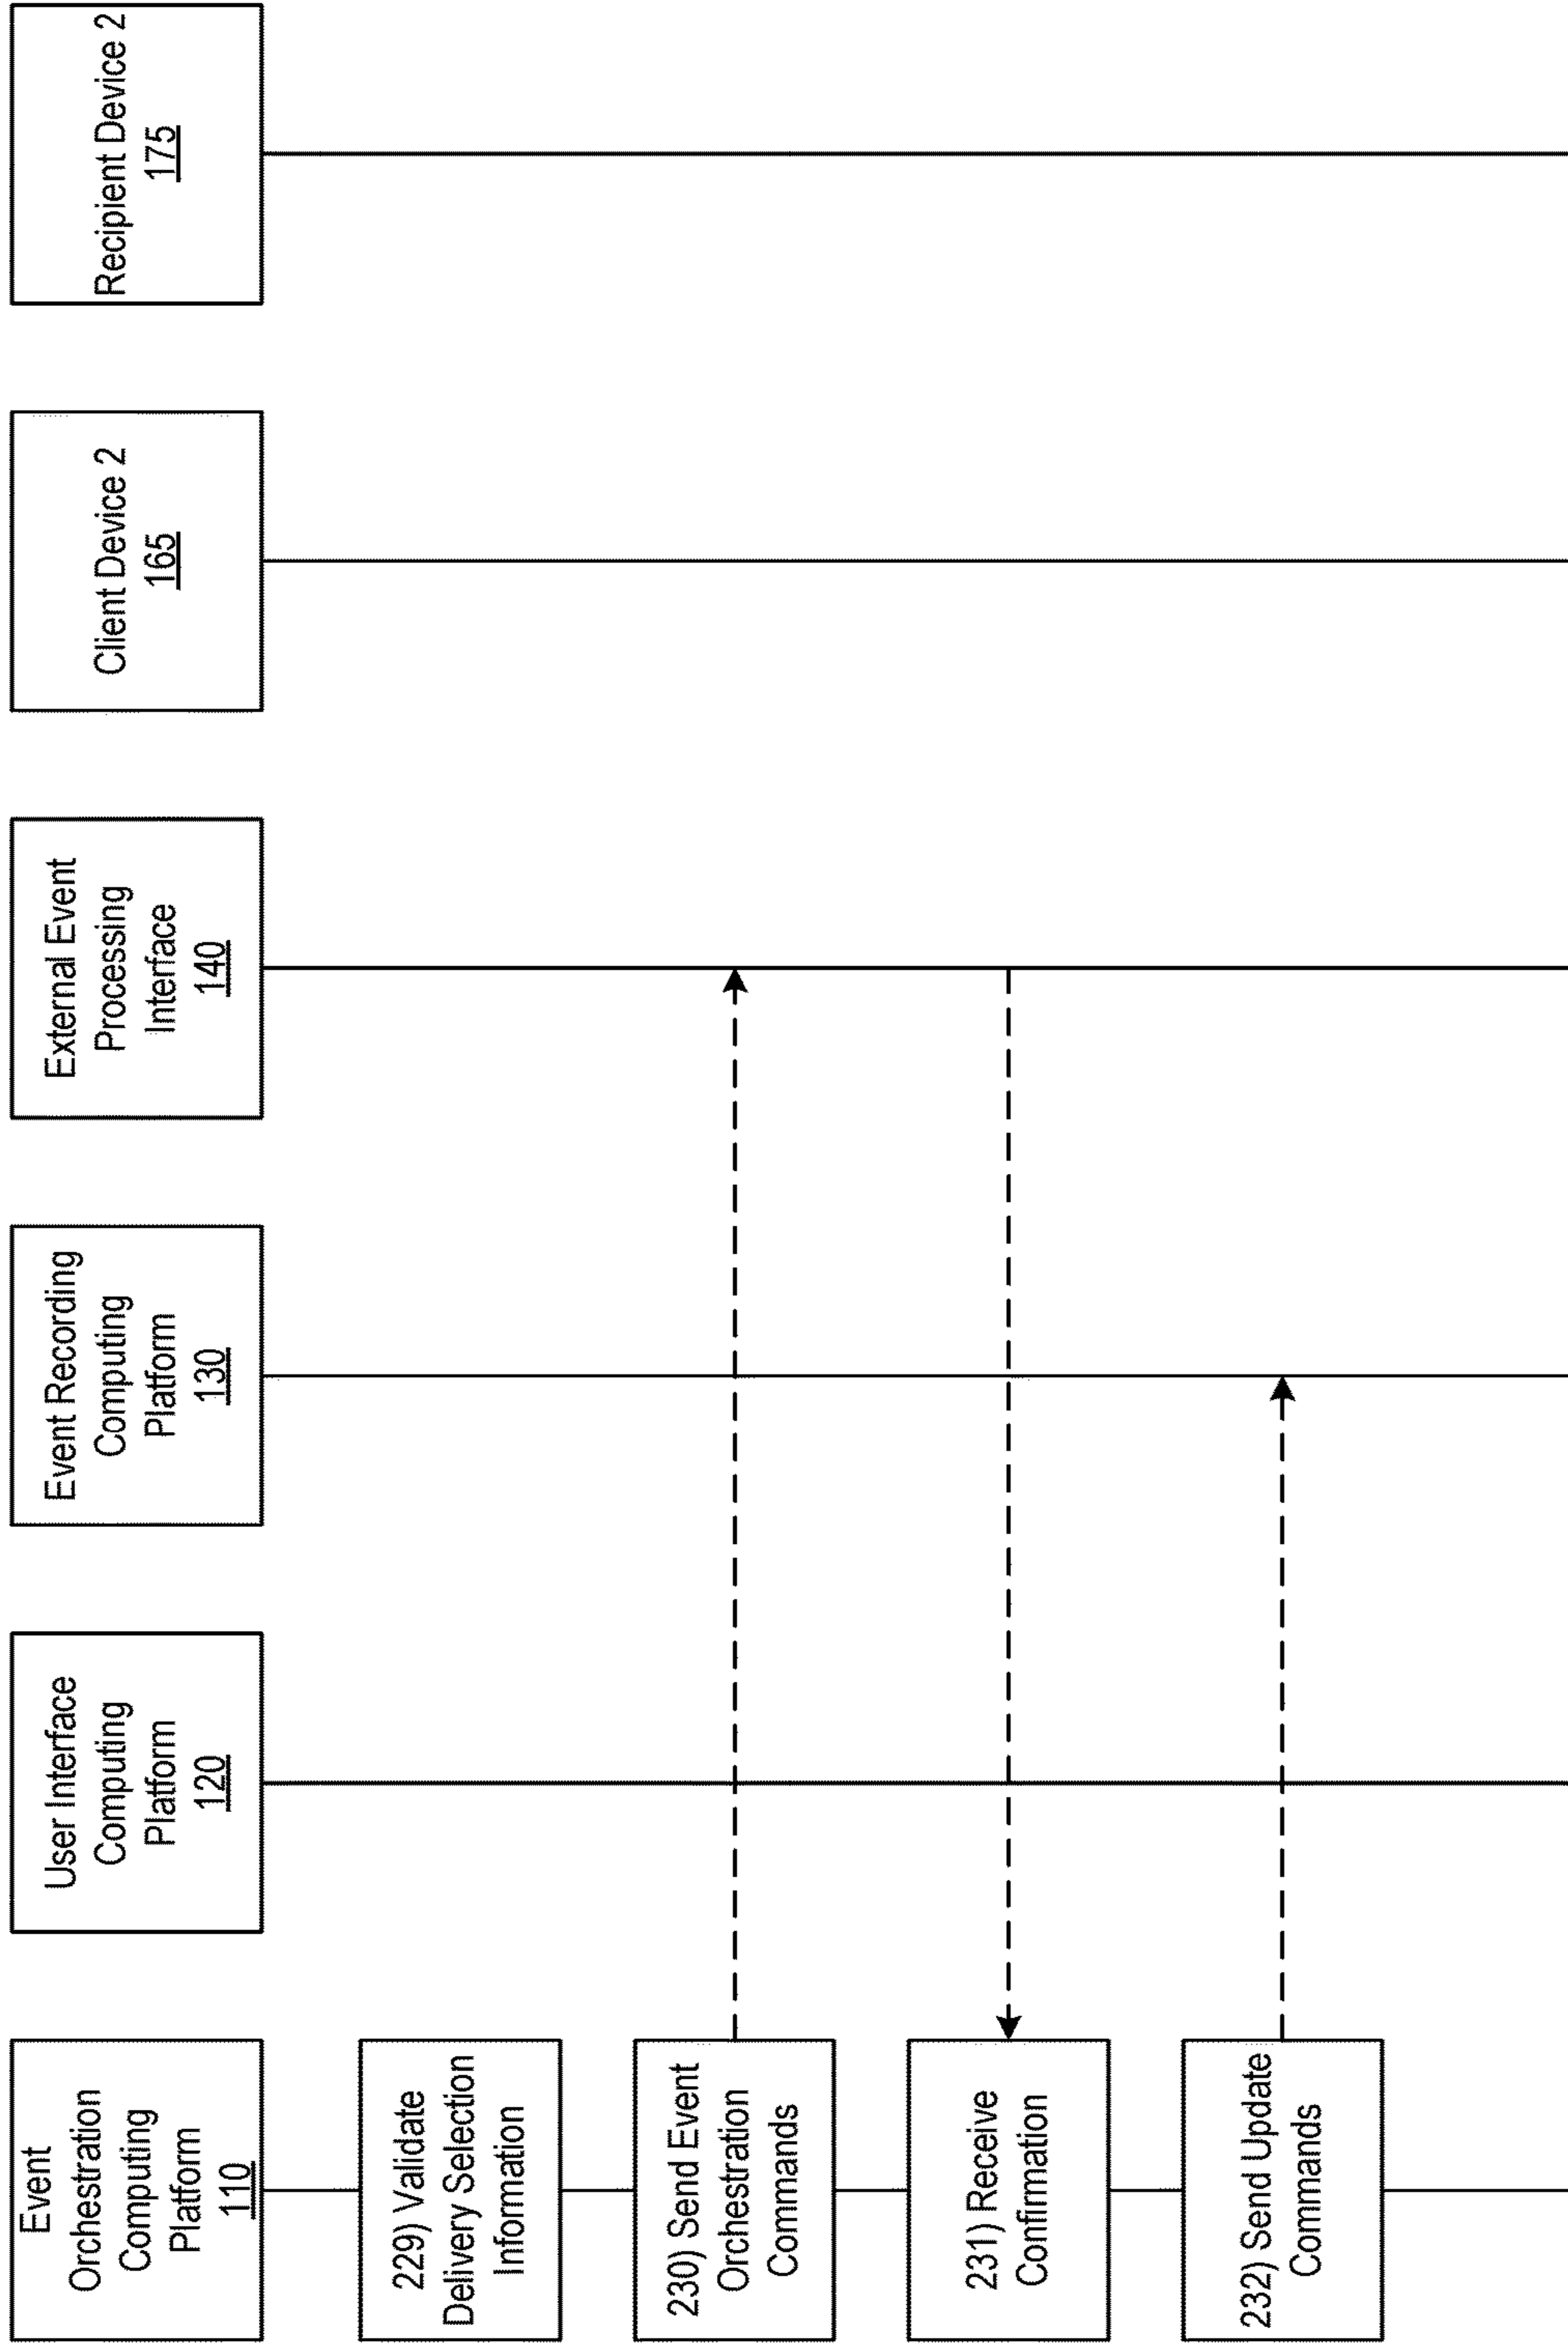 Event
Orchestration
Computing
Platform
110
User Interface
Computing
Platform
120
Event Recording
Computing
Platform
130
External Event
Processing
Interface
140
Client Device 2
165
Recipient Device 2
175
229) Validate
Delivery Selection
Information
230) Send Event
Orchestration
Commands
231) Receive
Confirmation
232) Send Update
Commands